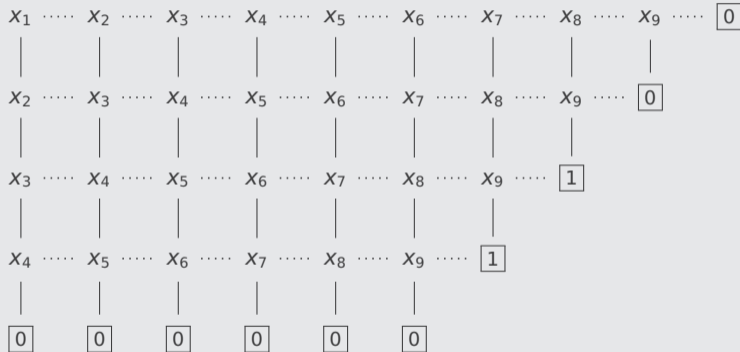 x₁ ····· x₂ ····· x₃ ····· x₄ ····· x₅ ····· x₆ ····· x₇ ····· x₈ ····· x₉ ····· 0
x₂ ····· x₃ ····· x₄ ····· x₅ ····· x₆ ····· x₇ ····· x₈ ····· x₉ ····· 0
x₃ ····· x₄ ····· x₅ ····· x₆ ····· x₇ ····· x₈ ····· x₉ ····· 1
x₄ ····· x₅ ····· x₆ ····· x₇ ····· x₈ ····· x₉ ····· 1
0 0 0 0 0 0